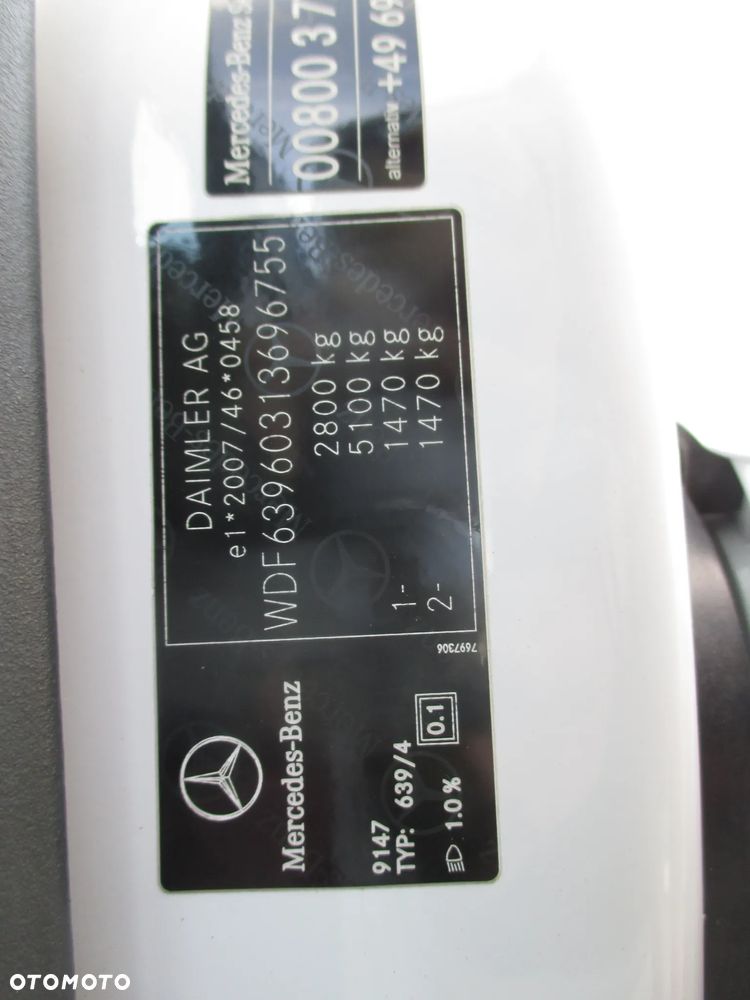 Mercedes-Benz
00800 37
alternativ +49 69
DAIMLER AG
e1*2007/46*0458
WDF63960313696755
2800 kg
5100 kg
1- 1470 kg
2- 1470 kg
7697306
Mercedes-Benz
9147
TYP: 639/4
1.0 % 0.1
OTOMOTO